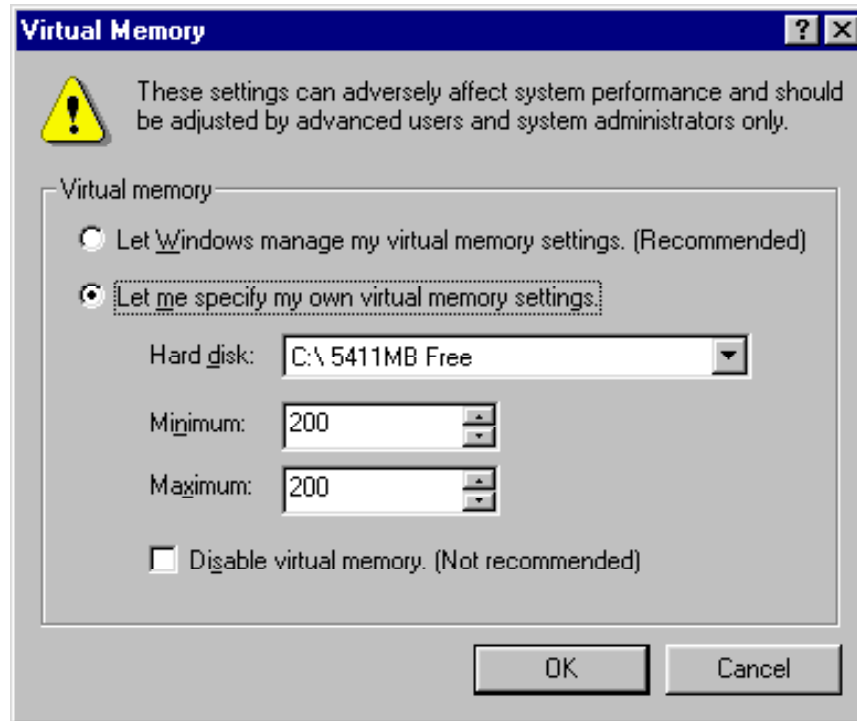 Virtual Memory
These settings can adversely affect system performance and should
be adjusted by advanced users and system administrators only.
Virtual memory
Let Windows manage my virtual memory settings. (Recommended)
Let me specify my own virtual memory settings.
Hard disk: C:\ 5411MB Free
Minimum: 200
Maximum: 200
Disable virtual memory. (Not recommended)
OK Cancel